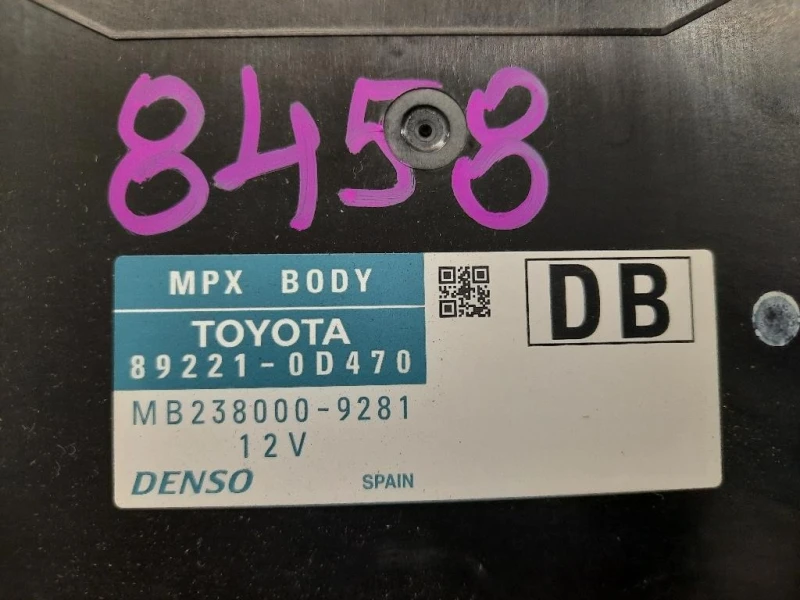 8458
MPX BODY
DB
TOYOTA
89221-0D470
MB238000-9281
12V
DENSO SPAIN